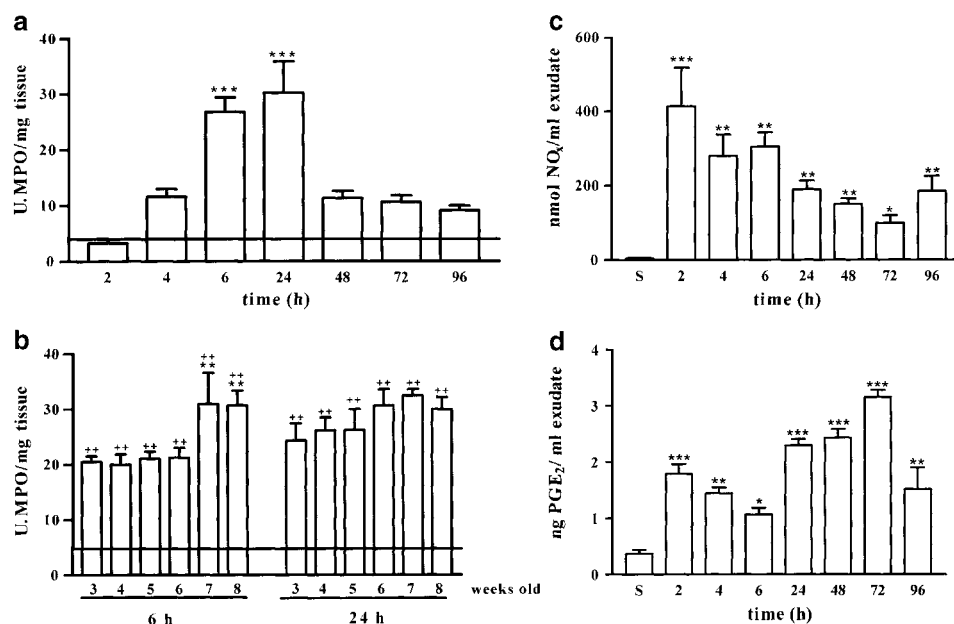 a
U.MPO/mg tissue
40
30
20
10
0
*** ***
2 4 6 24 48 72 96
time (h)
b
U.MPO/mg tissue
40
30
20
10
0
++ ++ ++ ++ ++ ++
** **
++ ++ ++ ++ ++ ++
3 4 5 6 7 8 3 4 5 6 7 8 weeks old
6 h 24 h
c
nmol NOx/ml exudate
600
400
200
0
*** ** ** ** ** * **
S 2 4 6 24 48 72 96
time (h)
d
ng PGE2/ ml exudate
4
3
2
1
0
*** ** * *** *** *** **
S 2 4 6 24 48 72 96
time (h)